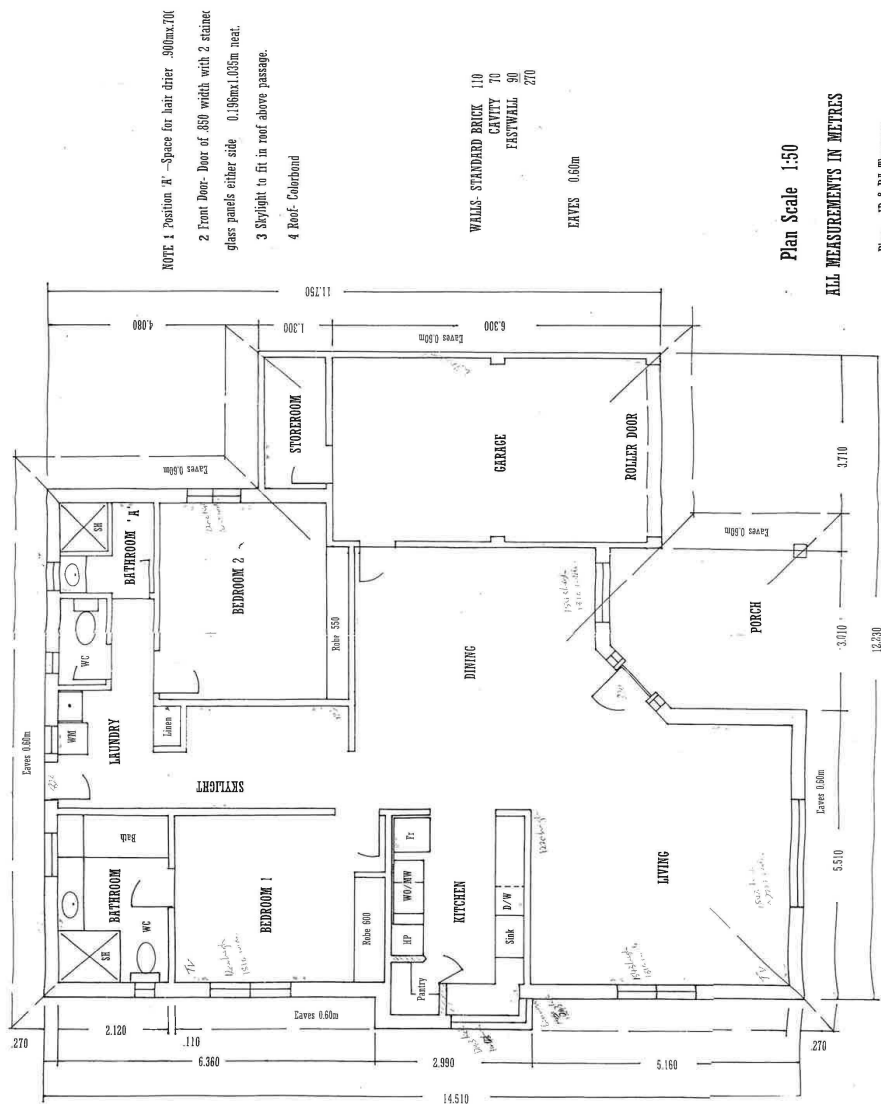 NOTE 1 Position 'A' -Space for hair drier .900mx.70(
2 Front Door- Door of .850 width with 2 stained
glass panels either side 0.196mx1.035m neat.
3 Skylight to fit in roof above passage.
4 Roof- Colorbond
WALLS- STANDARD BRICK 110
CAVITY 70
FASTWALL 90
270
EAVES 0.60m
Plan Scale 1:50
ALL MEASUREMENTS IN METRES
11.750
4.080
1.300
6.300
Eaves 0.60m
Eaves 0.60m
STOREROOM
GARAGE
ROLLER DOOR
3.710
Eaves 0.60m
SH
BATHROOM 'A'
BEDROOM 2
Robe 550
WC
DINING
PORCH
3.010
12.230
Eaves 0.60m
WM
LAUNDRY
Linen
SKYLIGHT
Bath
BATHROOM
WC
SH
BEDROOM 1
TV
Robe 600
Fr
WO/MW
HP
KITCHEN
Pantry
D/W
Sink
LIVING
TV
Eaves 0.60m
5.510
Eaves 0.60m
.270
2.120
.110
6.360
2.990
5.160
.270
14.510